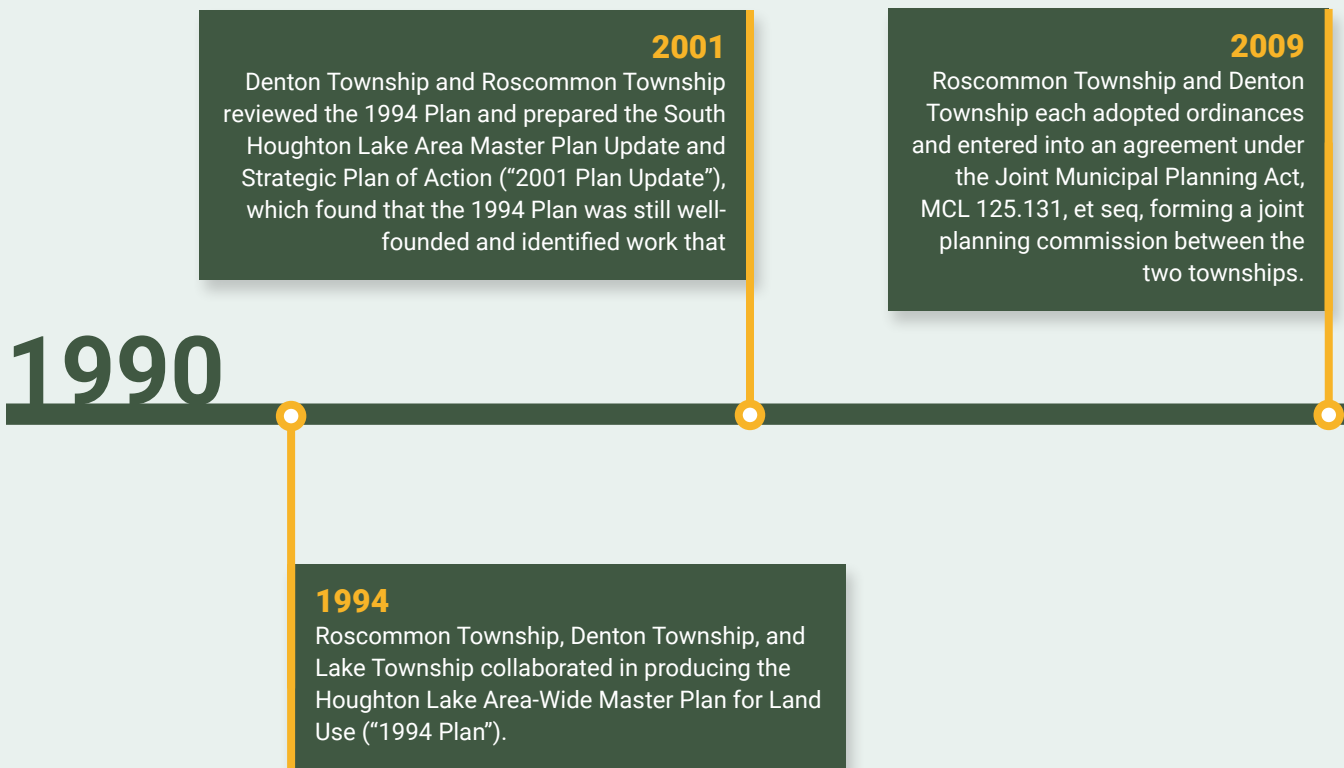 2001
Denton Township and Roscommon Township
reviewed the 1994 Plan and prepared the South
Houghton Lake Area Master Plan Update and
Strategic Plan of Action (“2001 Plan Update”),
which found that the 1994 Plan was still well-
founded and identified work that
2009
Roscommon Township and Denton
Township each adopted ordinances
and entered into an agreement under
the Joint Municipal Planning Act,
MCL 125.131, et seq, forming a joint
planning commission between the
two townships.
1990
1994
Roscommon Township, Denton Township, and
Lake Township collaborated in producing the
Houghton Lake Area-Wide Master Plan for Land
Use (“1994 Plan”).